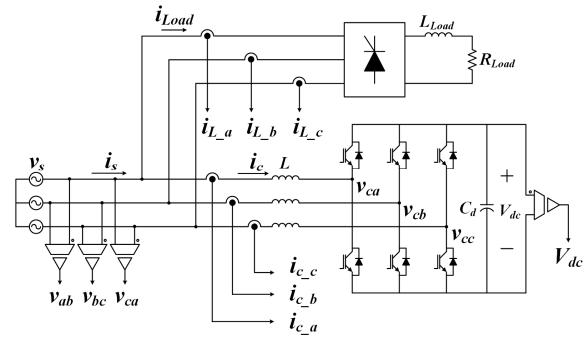 i_Load
L_Load
R_Load
i_L_a
i_L_b
i_L_c
v_s
i_s
i_c
L
v_ca
v_cb
v_cc
C_d
+
V_dc
−
V_dc
v_ab
v_bc
v_ca
i_c_c
i_c_b
i_c_a